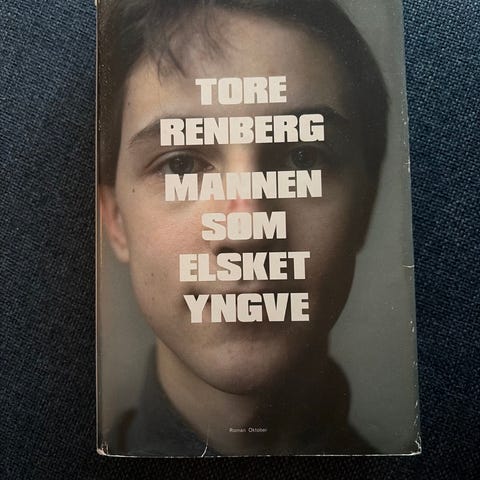 TORE
RENBERG
MANNEN
SOM
ELSKET
YNGVE
Roman Oktober